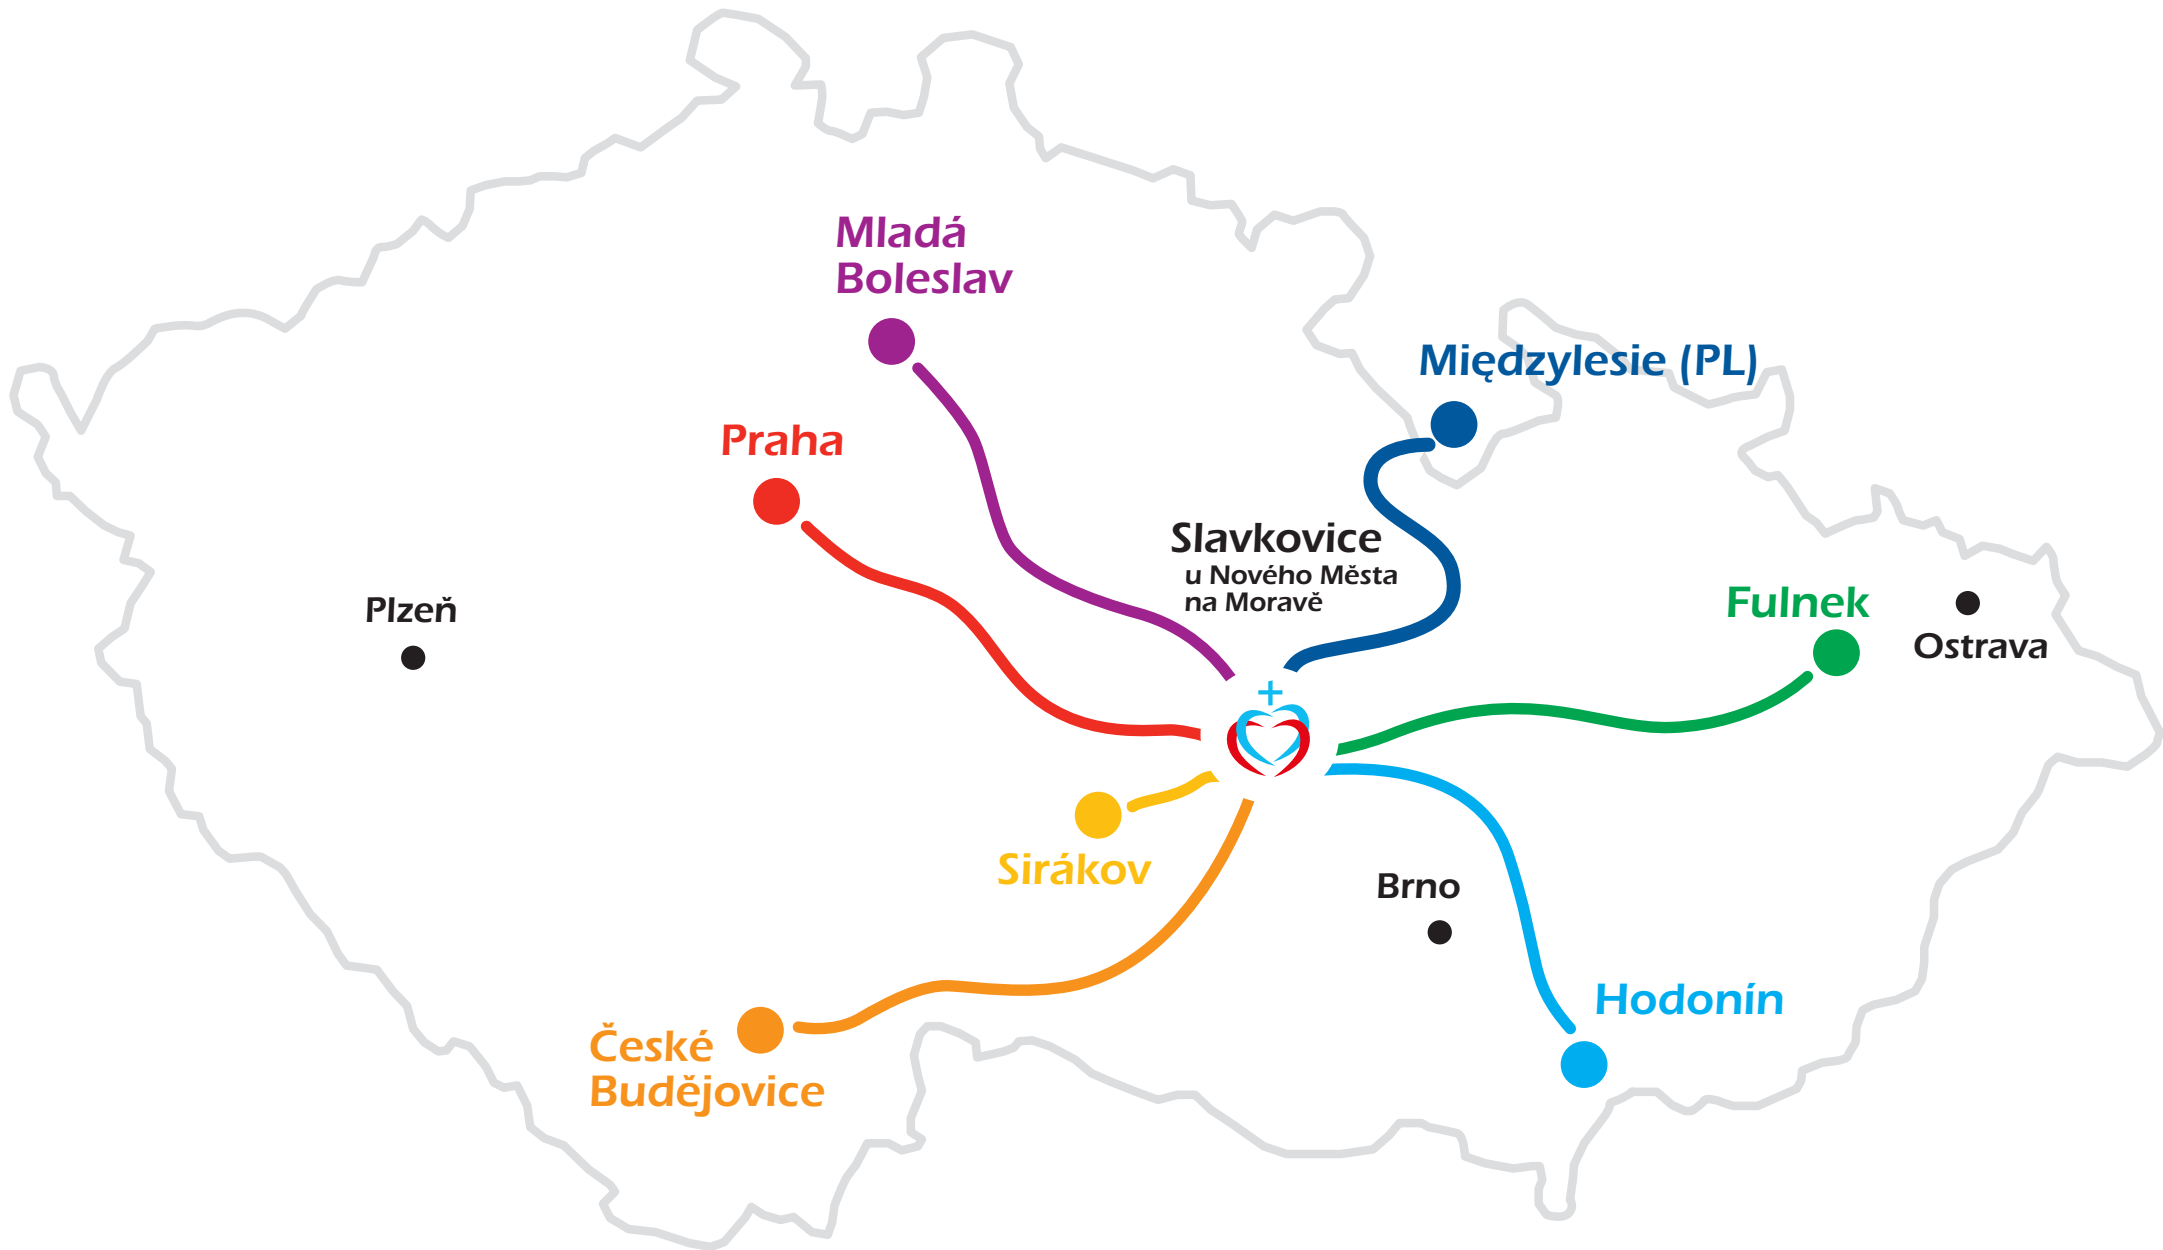 Mladá
Boleslav
Międzylesie (PL)
Praha
Slavkovice
u Nového Města
na Moravě
Plzeň
Fulnek
Ostrava
Sirákov
Brno
Hodonín
České
Budějovice